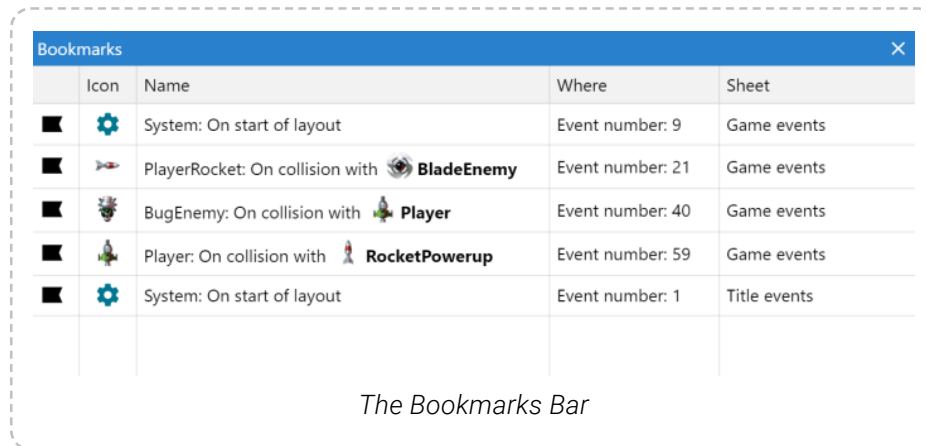 Bookmarks
Icon Name Where Sheet
System: On start of layout Event number: 9 Game events
PlayerRocket: On collision with BladeEnemy Event number: 21 Game events
BugEnemy: On collision with Player Event number: 40 Game events
Player: On collision with RocketPowerup Event number: 59 Game events
System: On start of layout Event number: 1 Title events
The Bookmarks Bar